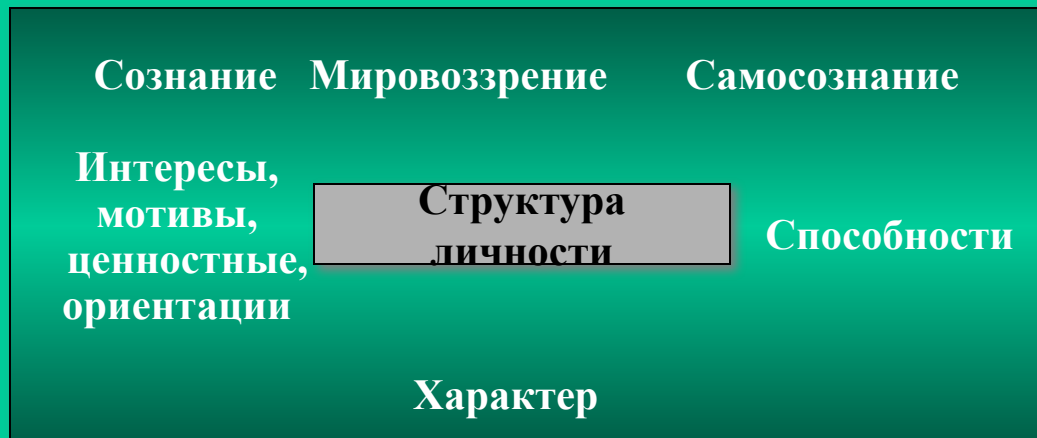 Сознание Мировоззрение Самосознание
Интересы,
мотивы,
ценностные,
ориентации
Структура
личности
Способности
Характер